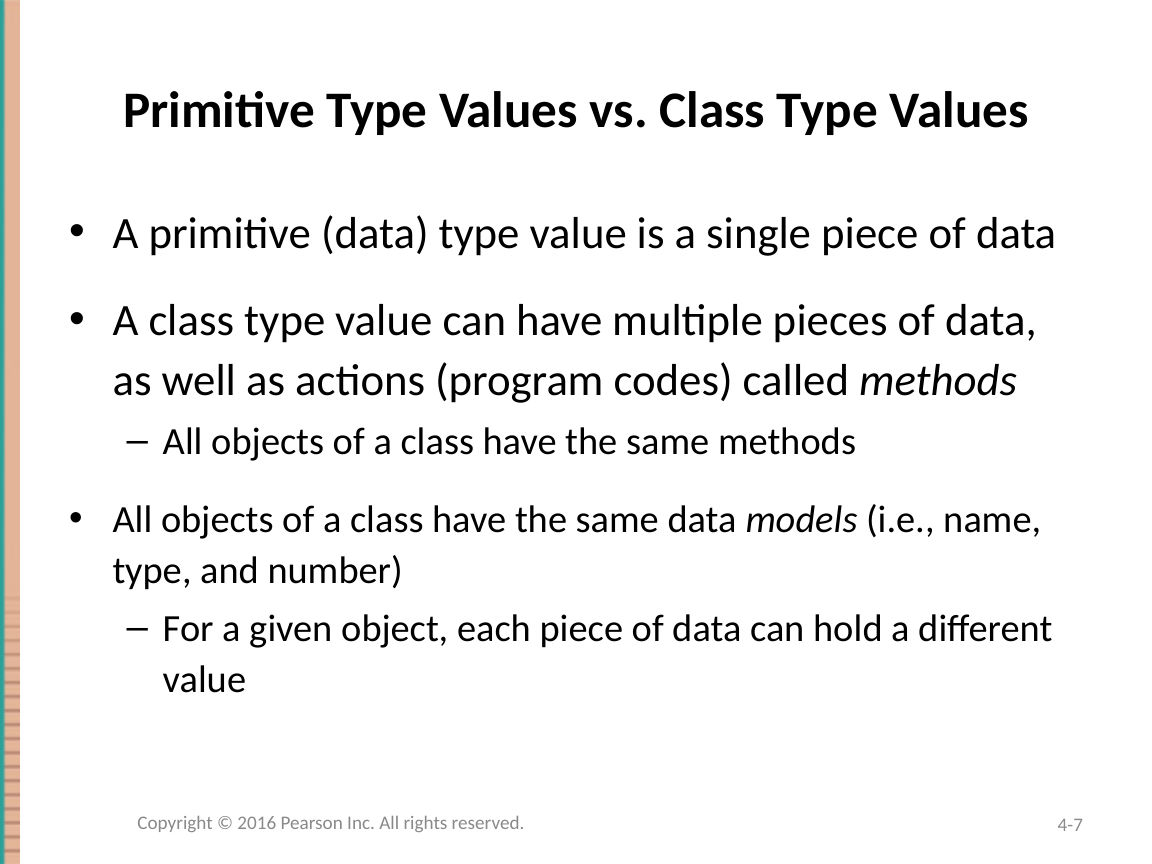 Primitive Type Values vs. Class Type Values
• A primitive (data) type value is a single piece of data
• A class type value can have multiple pieces of data,
as well as actions (program codes) called methods
– All objects of a class have the same methods
• All objects of a class have the same data models (i.e., name,
type, and number)
– For a given object, each piece of data can hold a different
value
Copyright © 2016 Pearson Inc. All rights reserved.
4-7